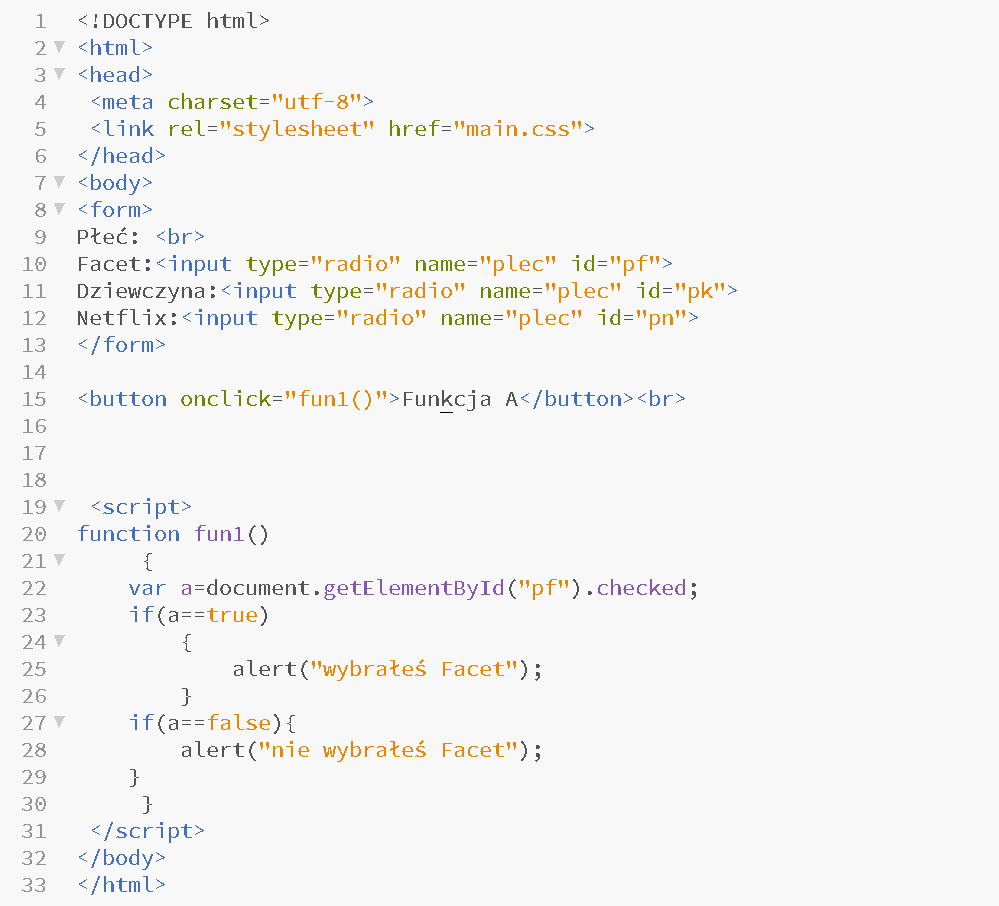 1 <!DOCTYPE html>
2 <html>
3 <head>
4 <meta charset="utf-8">
5 <link rel="stylesheet" href="main.css">
6 </head>
7 <body>
8 <form>
9 Płeć: <br>
10 Facet:<input type="radio" name="plec" id="pf">
11 Dziewczyna:<input type="radio" name="plec" id="pk">
12 Netflix:<input type="radio" name="plec" id="pn">
13 </form>
14
15 <button onclick="fun1()">Funkcja A</button><br>
16
17
18
19 <script>
20 function fun1()
21 {
22 var a=document.getElementById("pf").checked;
23 if(a==true)
24 {
25 alert("wybrałeś Facet");
26 }
27 if(a==false){
28 alert("nie wybrałeś Facet");
29 }
30 }
31 </script>
32 </body>
33 </html>